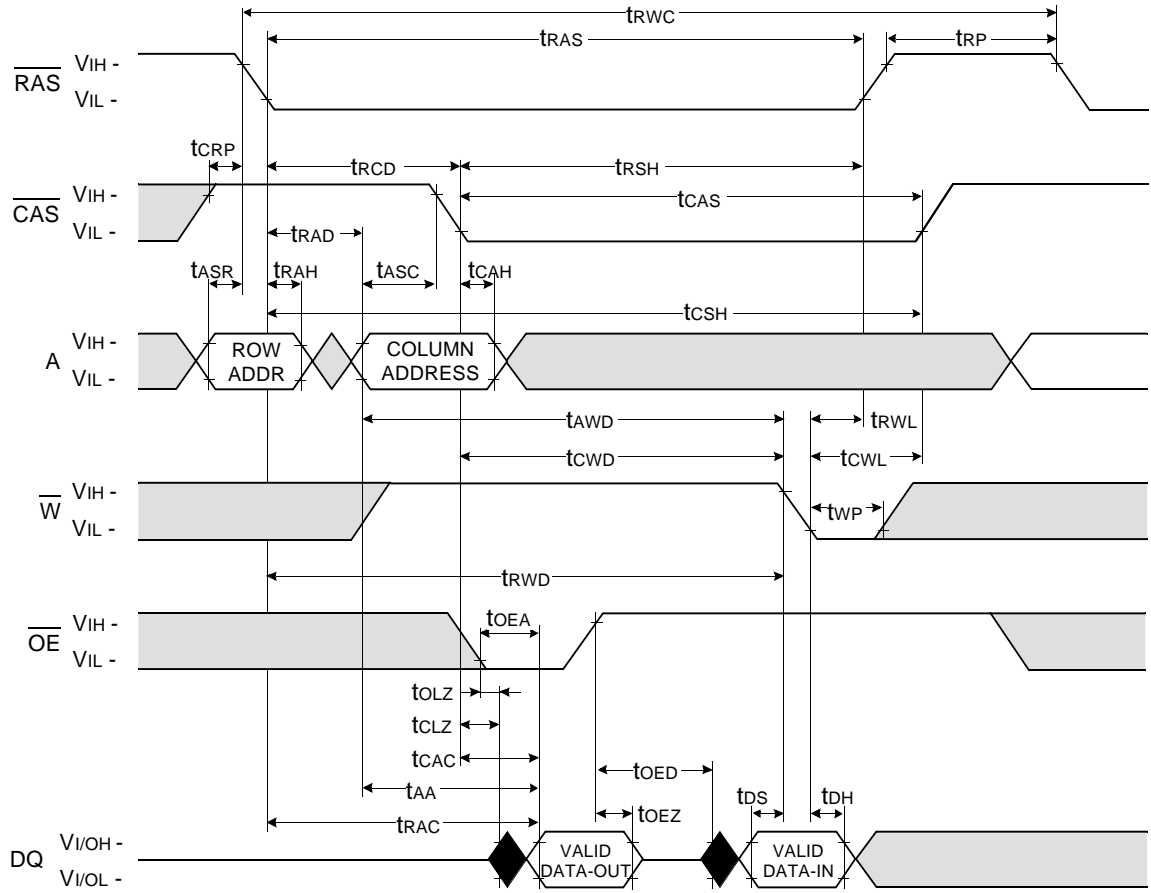 tRWC
tRAS
tRP
RAS
VIH -
VIL -
tCRP
tRCD
tRSH
CAS
VIH -
VIL -
tCAS
tRAD
tASR
tRAH
tASC
tCAH
tCSH
A
VIH -
VIL -
ROW
ADDR
COLUMN
ADDRESS
tAWD
tRWL
tCWD
tCWL
W
VIH -
VIL -
tWP
tRWD
OE
VIH -
VIL -
tOEA
tOLZ
tCLZ
tCAC
tOED
tAA
tDS
tDH
tRAC
tOEZ
DQ
VI/OH -
VI/OL -
VALID
DATA-OUT
VALID
DATA-IN